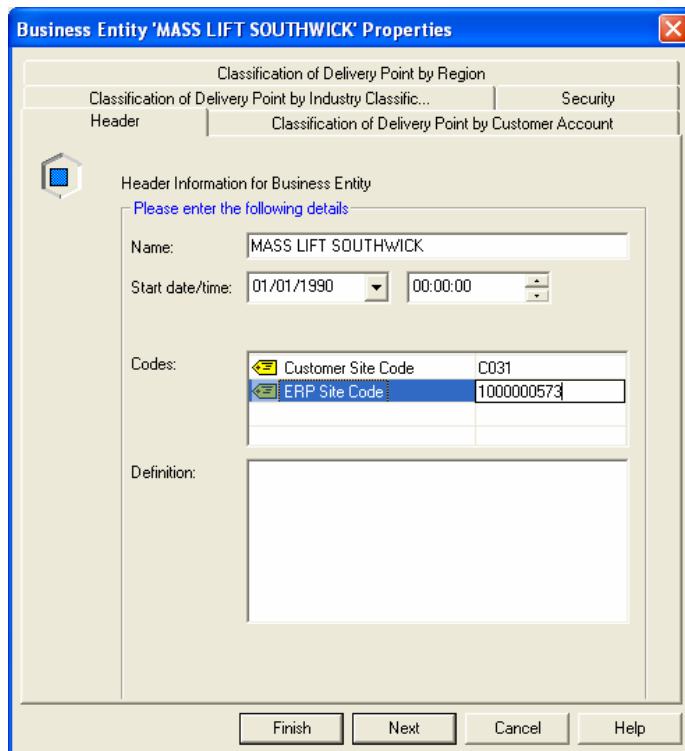 Business Entity 'MASS LIFT SOUTHWICK' Properties
Classification of Delivery Point by Region
Classification of Delivery Point by Industry Classific... Security
Header Classification of Delivery Point by Customer Account
Header Information for Business Entity
Please enter the following details
Name: MASS LIFT SOUTHWICK
Start date/time: 01/01/1990 00:00:00
Codes: Customer Site Code C031
ERP Site Code 1000000573
Definition:
Finish Next Cancel Help